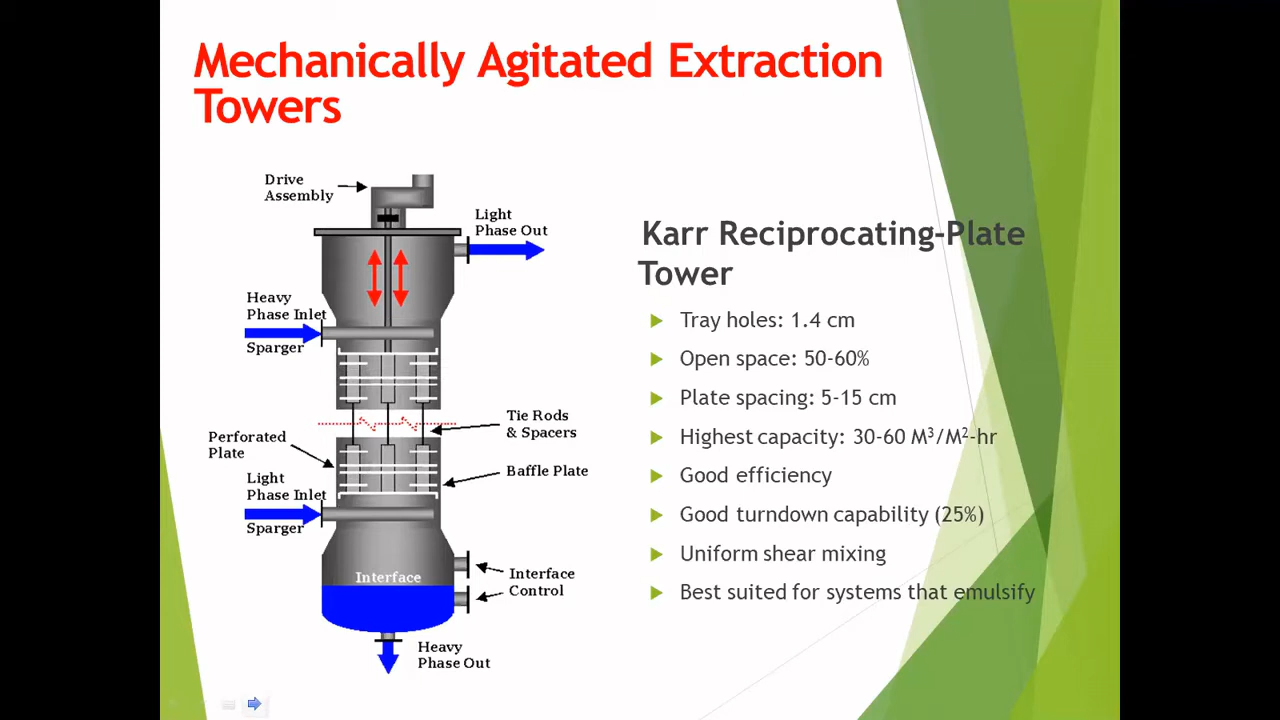 Mechanically Agitated Extraction
Towers
Drive
Assembly
Light
Phase Out
Heavy
Phase Inlet
Sparger
Tie Rods
& Spacers
Perforated
Plate
Baffle Plate
Light
Phase Inlet
Sparger
Interface
Interface
Control
Heavy
Phase Out
Karr Reciprocating-Plate
Tower
Tray holes: 1.4 cm
Open space: 50-60%
Plate spacing: 5-15 cm
Highest capacity: 30-60 M³/M²-hr
Good efficiency
Good turndown capability (25%)
Uniform shear mixing
Best suited for systems that emulsify